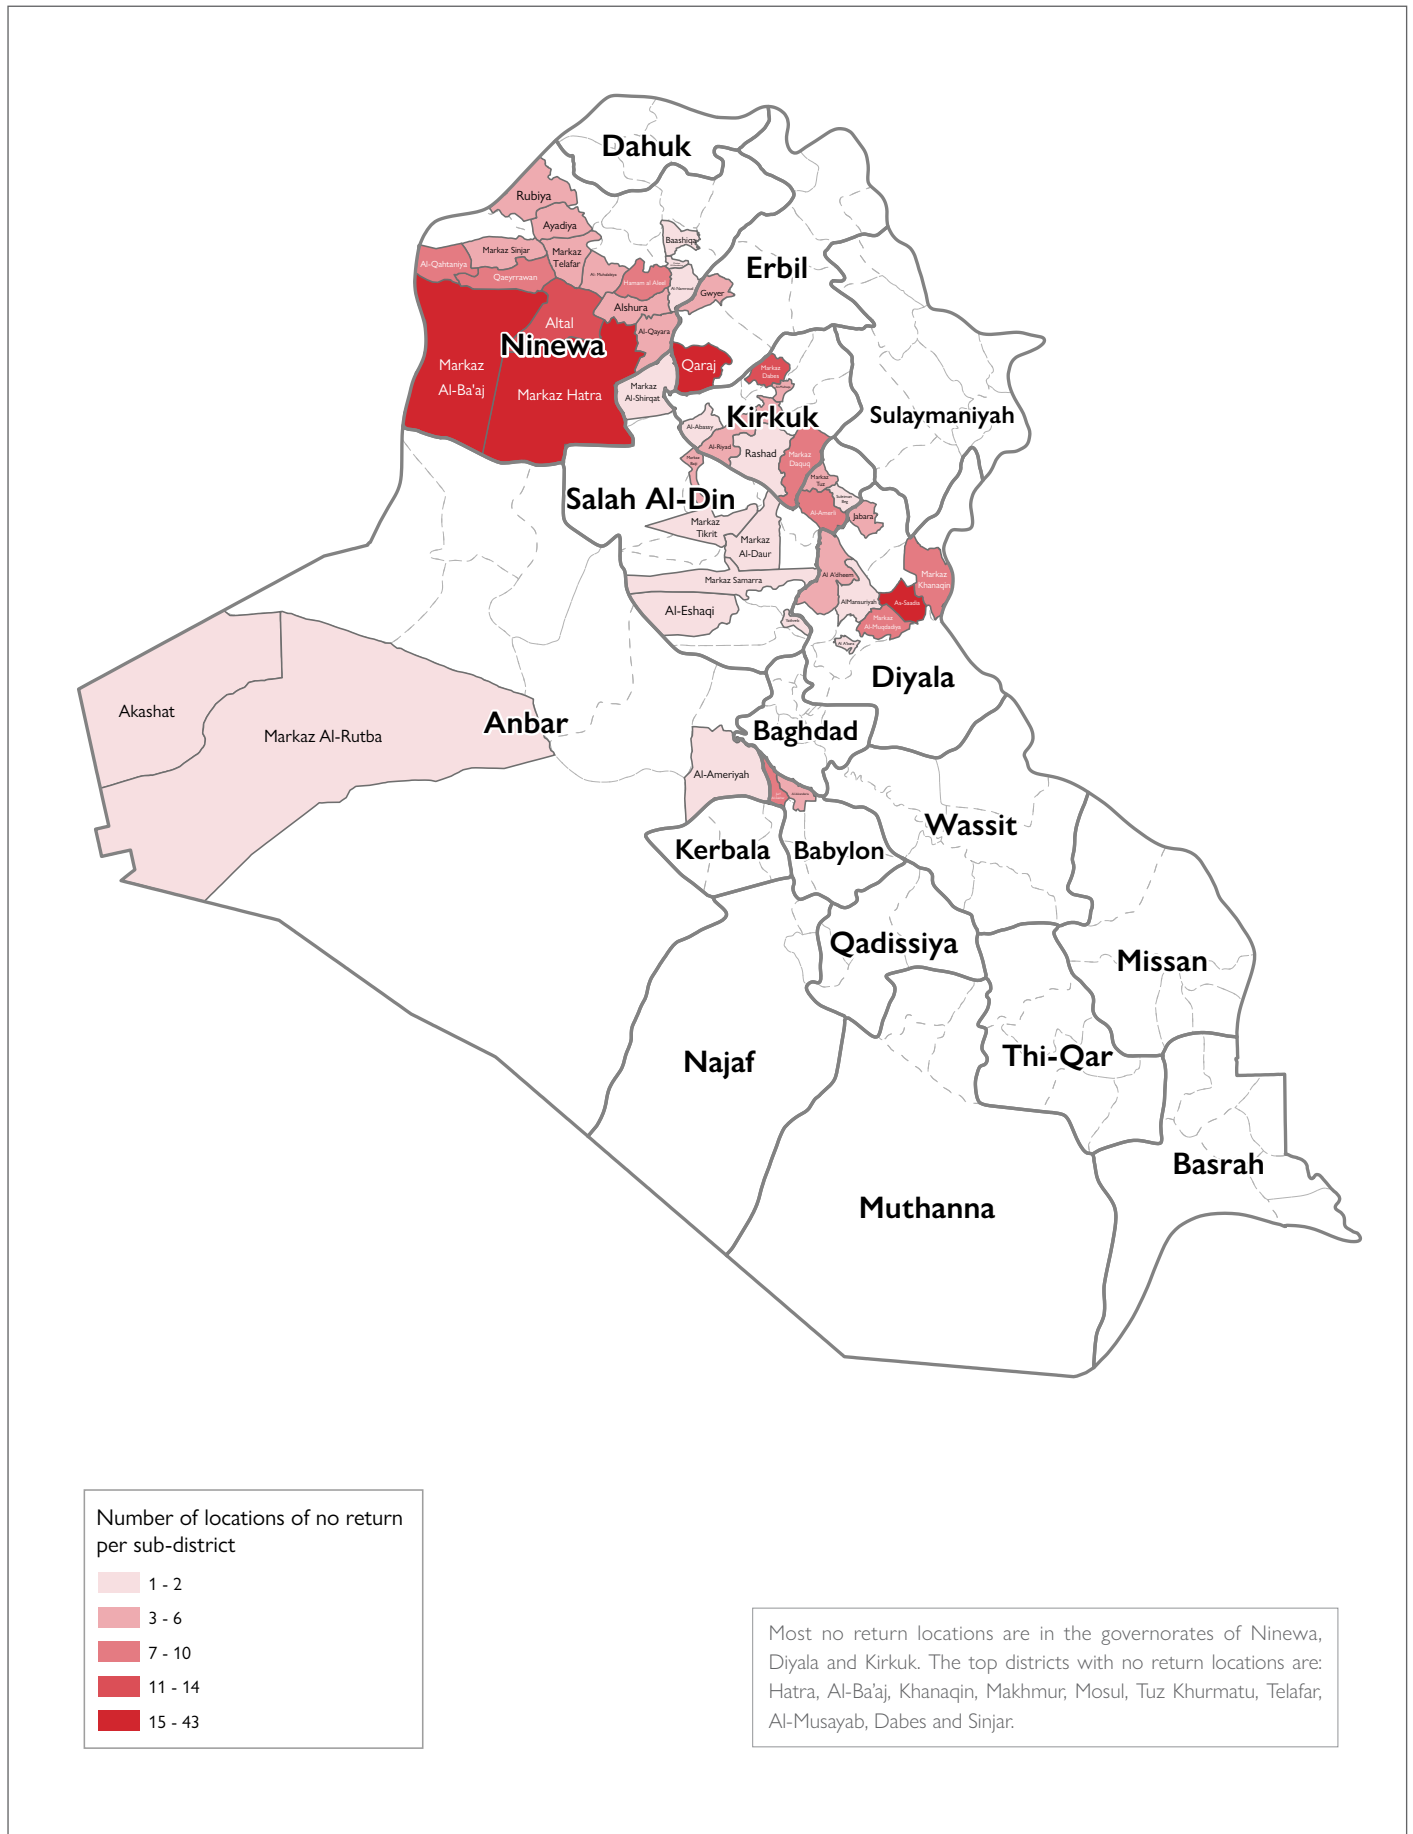 Dahuk
Rubiya
Ayadiya
Baashiqa
Markaz Sinjar
Markaz
Telafar
Al-Qahtaniya
Qaeyrrawan
Hamam al Aleel
Erbil
Gwyer
Alshura
Altal
Al-Qayara
Ninewa
Markaz
Al-Ba'aj
Qaraj
Markaz
Dabes
Markaz Hatra
Markaz
Al-Shirqat
Kirkuk
Sulaymaniyah
Al-Abassy
Al-Riyad
Rashad
Markaz
Daquq
Markaz
Tuz
Salah Al-Din
Al-Amerli
Jabara
Markaz
Tikrit
Markaz
Al-Daur
Al A'dheem
Markaz
Khanaqin
Markaz Samarra
AlMansuriyah
As-Saadia
Al-Eshaqi
Markaz
Al-Muqdadiya
Diyala
Akashat
Anbar
Markaz Al-Rutba
Baghdad
Al-Ameriyah
Wassit
Kerbala
Babylon
Qadissiya
Missan
Najaf
Thi-Qar
Basrah
Muthanna
Number of locations of no return
per sub-district
1 - 2
3 - 6
7 - 10
11 - 14
15 - 43
Most no return locations are in the governorates of Ninewa,
Diyala and Kirkuk. The top districts with no return locations are:
Hatra, Al-Ba'aj, Khanaqin, Makhmur, Mosul, Tuz Khurmatu, Telafar,
Al-Musayab, Dabes and Sinjar.